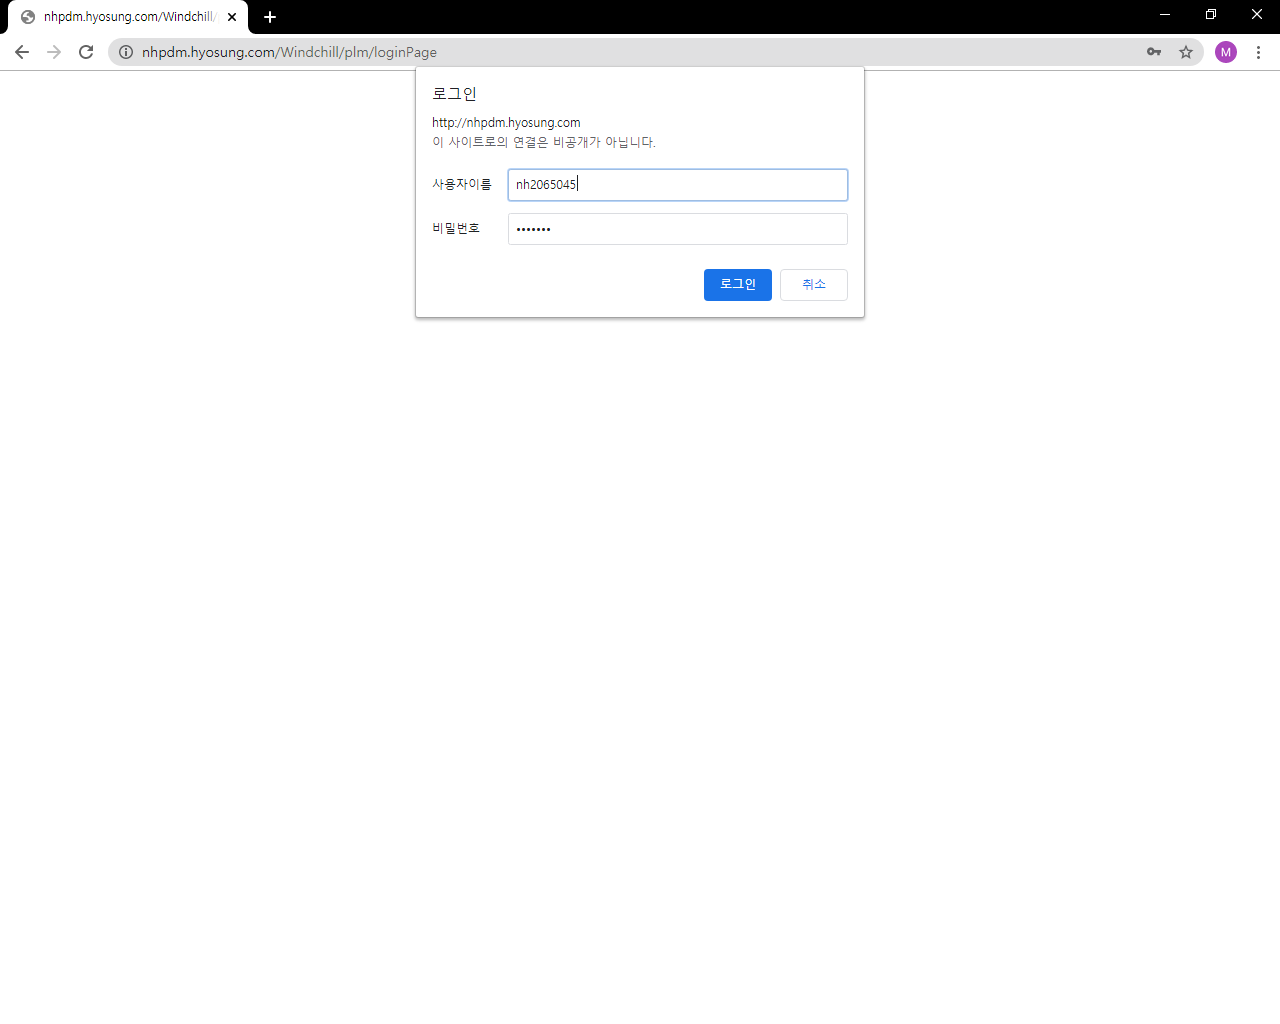 nhpdm.hyosung.com/Windchill/
nhpdm.hyosung.com/Windchill/plm/loginPage
M
로그인
http://nhpdm.hyosung.com
이 사이트로의 연결은 비공개가 아닙니다.
사용자이름 nh2065045
비밀번호 •••••••
로그인 취소